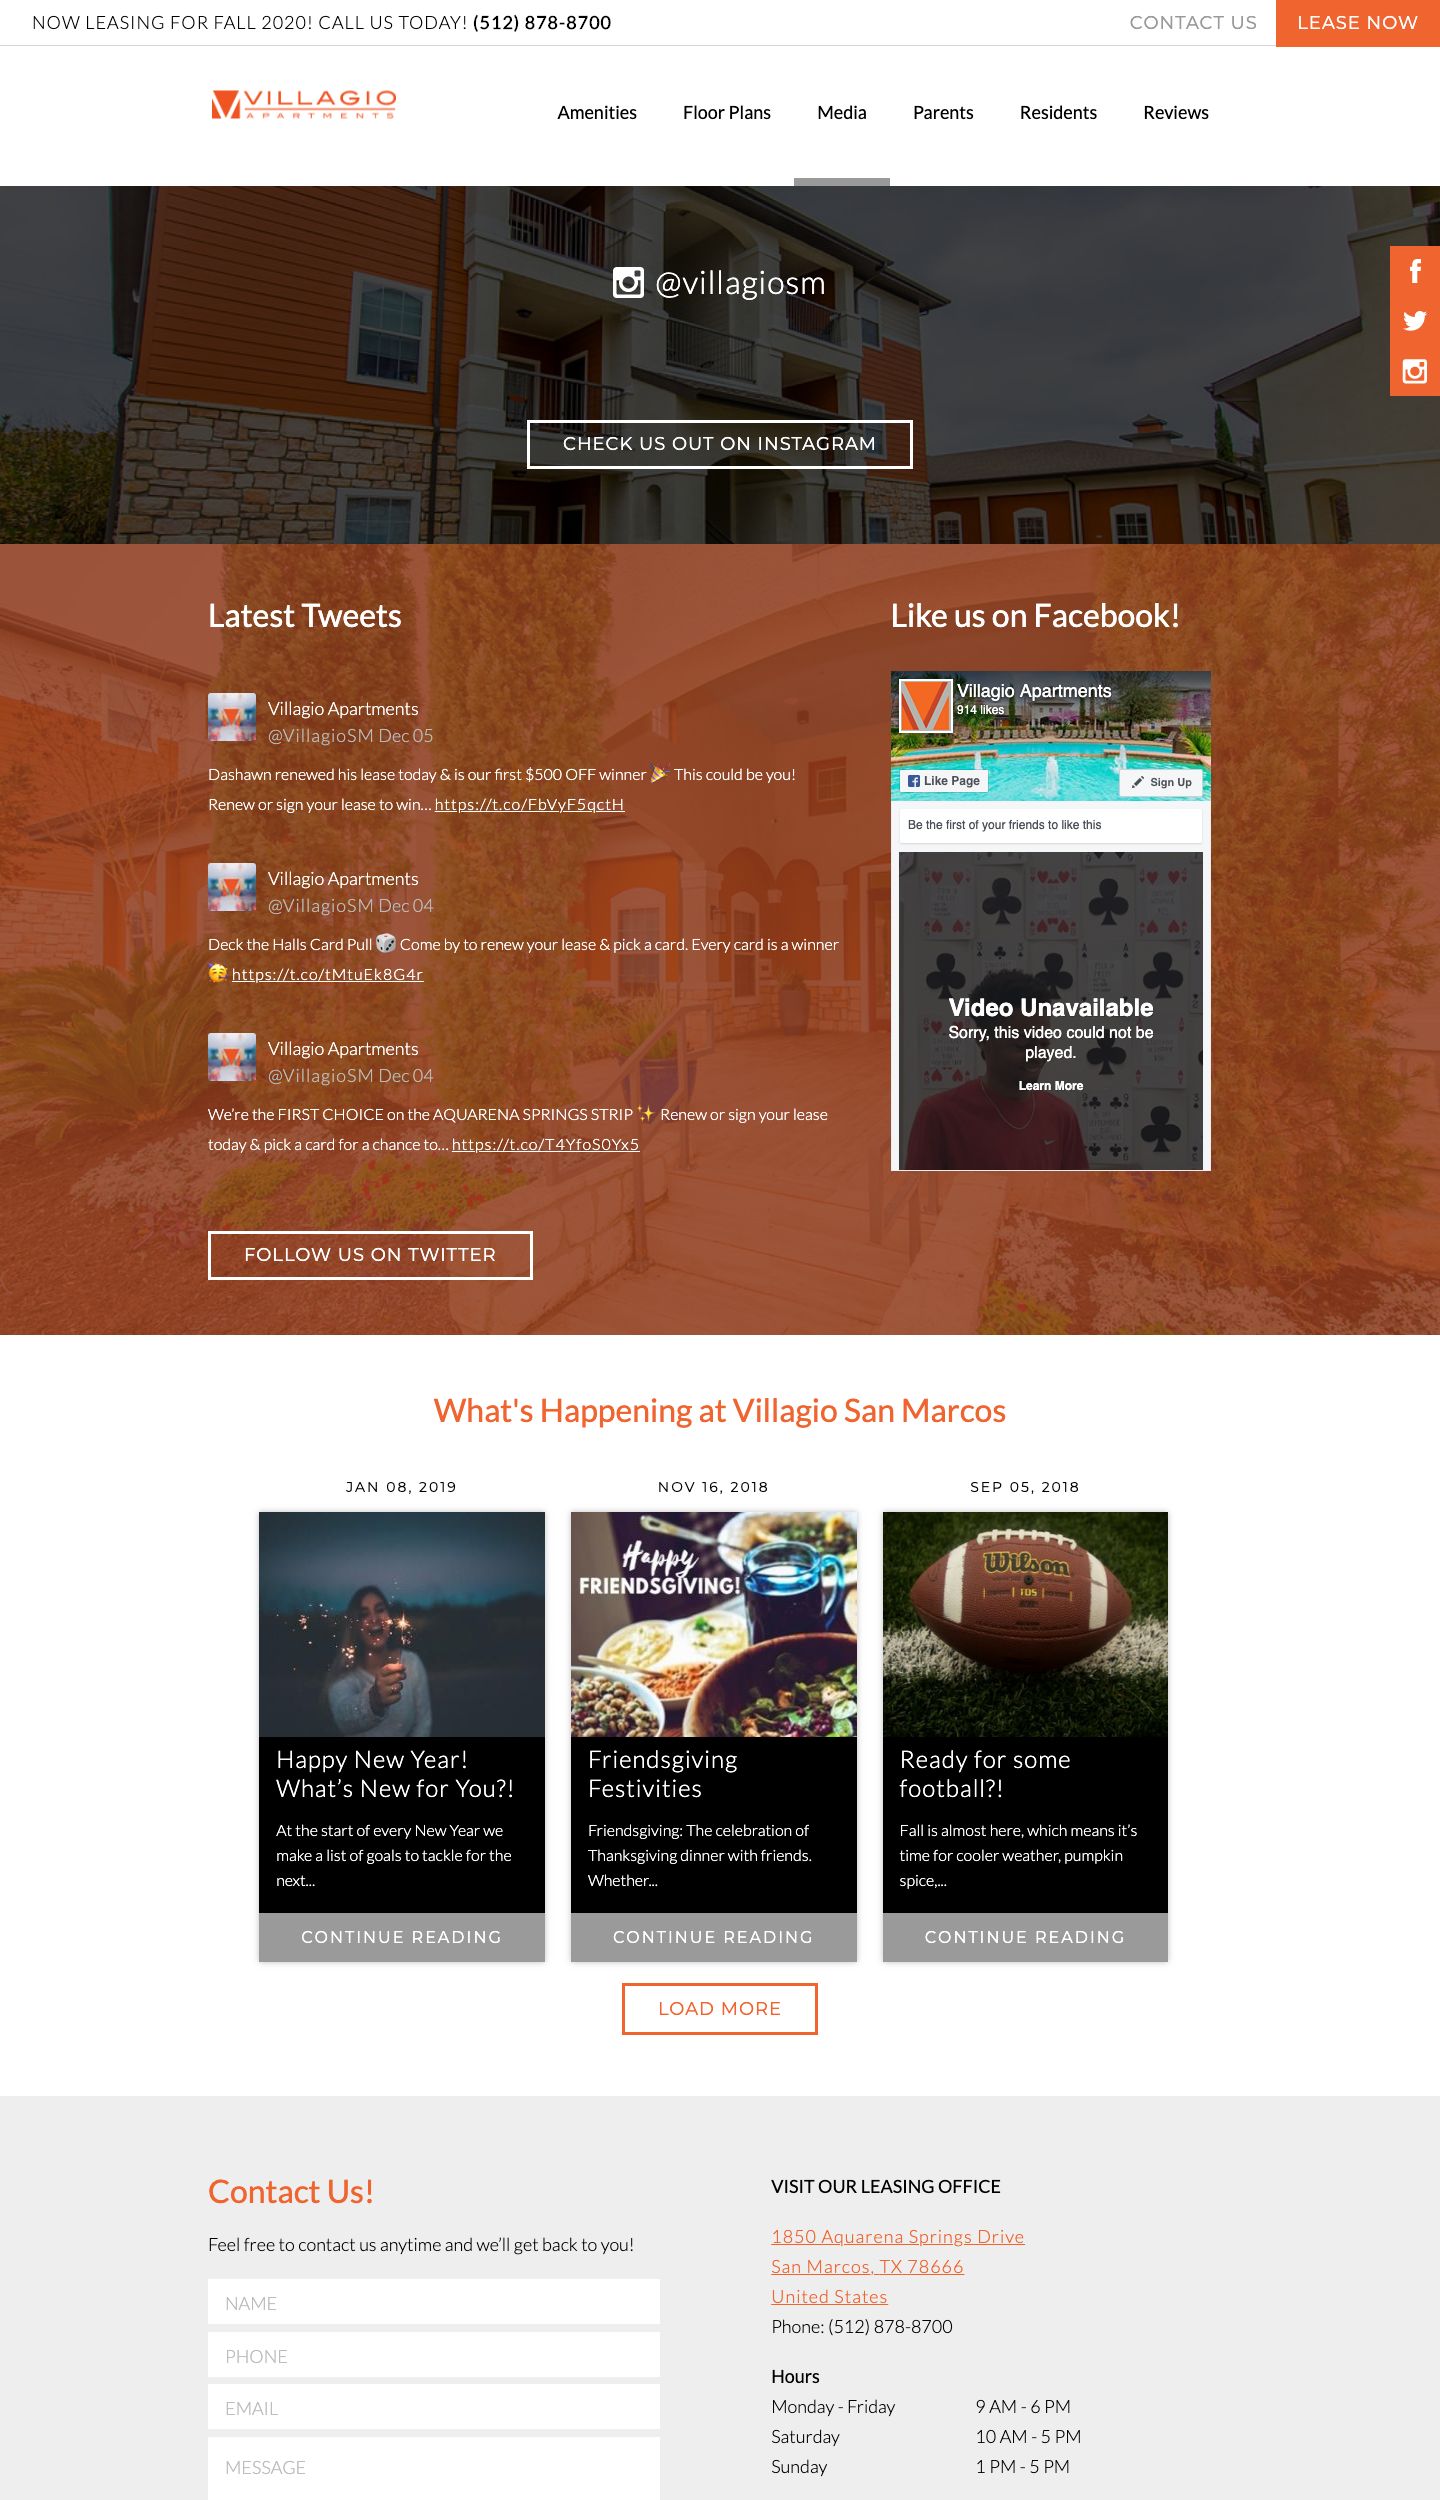 NOW LEASING FOR FALL 2020! CALL US TODAY! (512) 878-8700
CONTACT US
LEASE NOW
VILLAGIO
APARTMENTS
Amenities
Floor Plans
Media
Parents
Residents
Reviews
@villagiosm
CHECK US OUT ON INSTAGRAM
Latest Tweets
Villagio Apartments
@VillagioSM Dec 05
Dashawn renewed his lease today & is our first $500 OFF winner 🎉 This could be you!
Renew or sign your lease to win… https://t.co/FbVyF5qctH
Villagio Apartments
@VillagioSM Dec 04
Deck the Halls Card Pull 🎲 Come by to renew your lease & pick a card. Every card is a winner
🥳 https://t.co/tMtuEk8G4r
Villagio Apartments
@VillagioSM Dec 04
We’re the FIRST CHOICE on the AQUARENA SPRINGS STRIP ✨ Renew or sign your lease
today & pick a card for a chance to… https://t.co/T4YfoS0Yx5
FOLLOW US ON TWITTER
Like us on Facebook!
Villagio Apartments
914 likes
Like Page
Sign Up
Be the first of your friends to like this
Video Unavailable
Sorry, this video could not be
played.
Learn More
What's Happening at Villagio San Marcos
JAN 08, 2019
Happy New Year!
What’s New for You?!
At the start of every New Year we
make a list of goals to tackle for the
next...
CONTINUE READING
NOV 16, 2018
Happy
FRIENDSGIVING!
Friendsgiving
Festivities
Friendsgiving: The celebration of
Thanksgiving dinner with friends.
Whether...
CONTINUE READING
SEP 05, 2018
Wilson
TDS
Ready for some
football?!
Fall is almost here, which means it’s
time for cooler weather, pumpkin
spice,...
CONTINUE READING
LOAD MORE
Contact Us!
Feel free to contact us anytime and we’ll get back to you!
NAME
PHONE
EMAIL
MESSAGE
VISIT OUR LEASING OFFICE
1850 Aquarena Springs Drive
San Marcos, TX 78666
United States
Phone: (512) 878-8700
Hours
Monday - Friday 9 AM - 6 PM
Saturday 10 AM - 5 PM
Sunday 1 PM - 5 PM